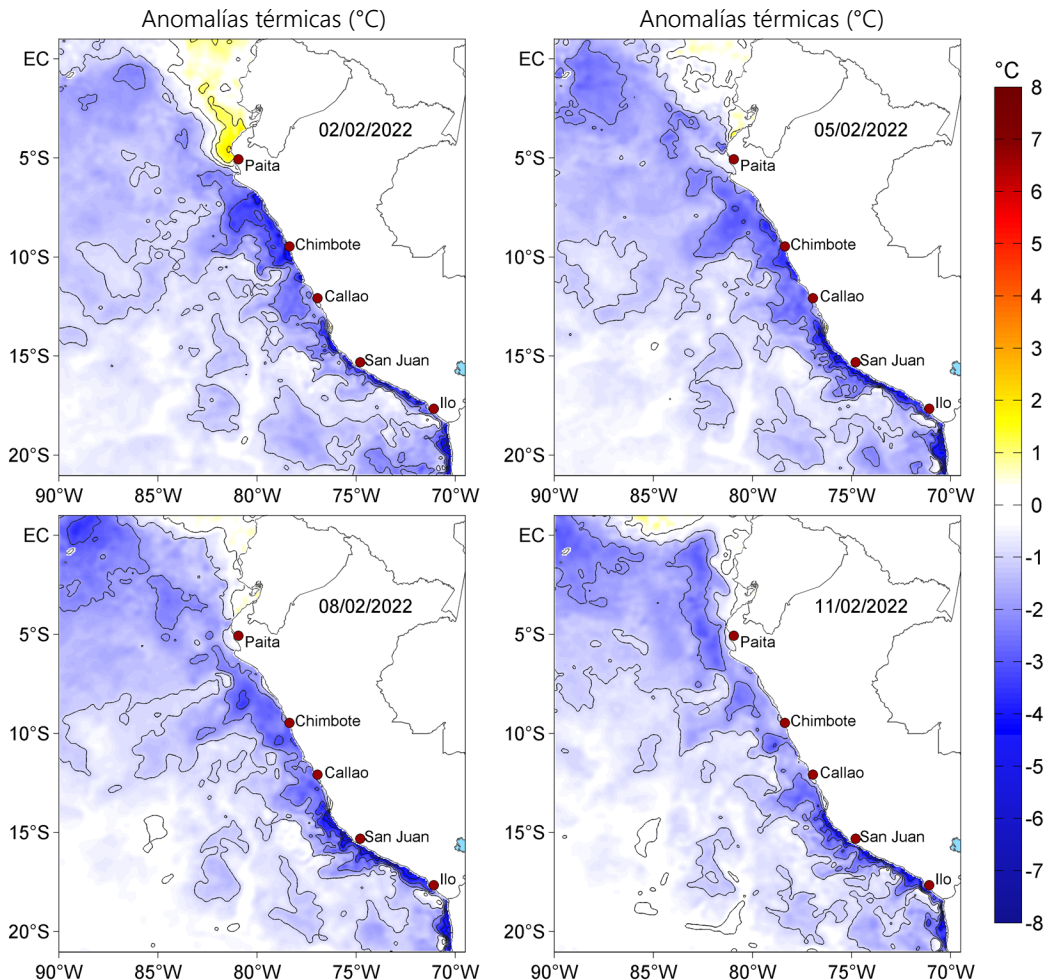 Anomalías térmicas (°C)
Anomalías térmicas (°C)
EC
5°S
10°S
15°S
20°S
90°W
85°W
80°W
75°W
70°W
02/02/2022
Paita
Chimbote
Callao
San Juan
Ilo
EC
5°S
10°S
15°S
20°S
90°W
85°W
80°W
75°W
70°W
05/02/2022
Paita
Chimbote
Callao
San Juan
Ilo
EC
5°S
10°S
15°S
20°S
90°W
85°W
80°W
75°W
70°W
08/02/2022
Paita
Chimbote
Callao
San Juan
Ilo
EC
5°S
10°S
15°S
20°S
90°W
85°W
80°W
75°W
70°W
11/02/2022
Paita
Chimbote
Callao
San Juan
Ilo
°C
8
7
6
5
4
3
2
1
0
-1
-2
-3
-4
-5
-6
-7
-8